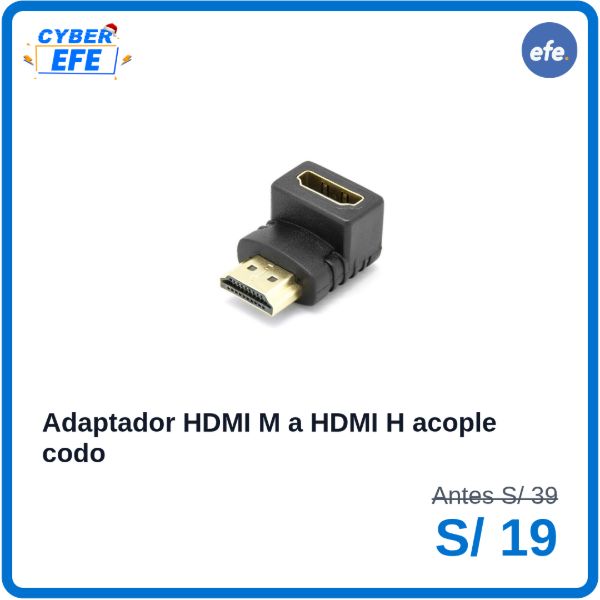 CYBER
EFE
efe.
Adaptador HDMI M a HDMI H acople
codo
Antes S/ 39
S/ 19